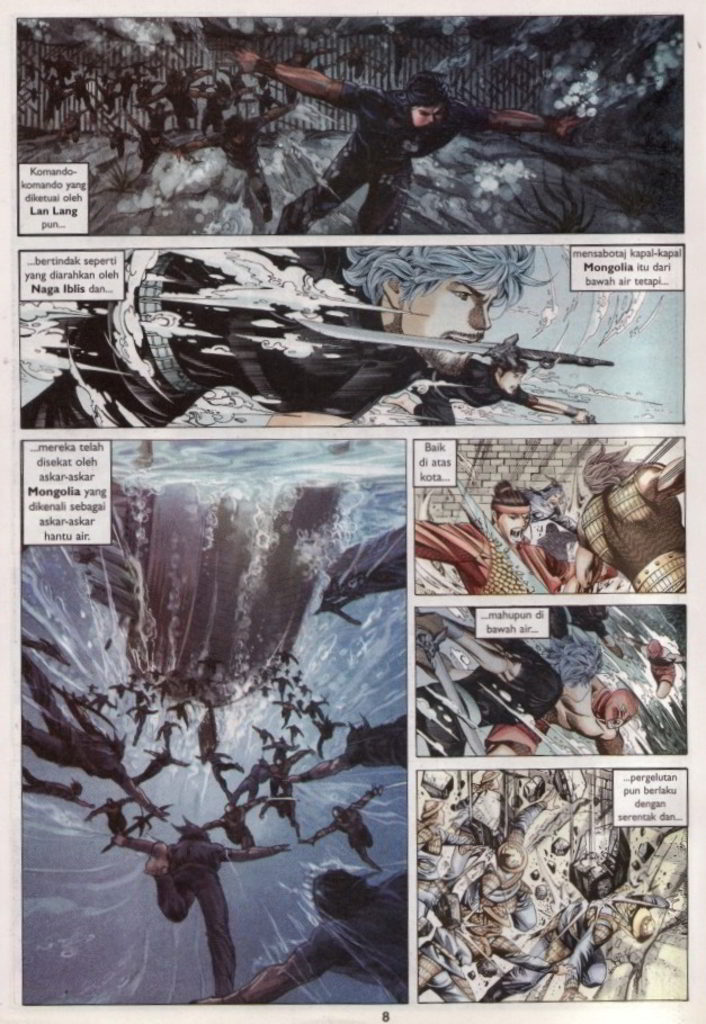 Komando-
komando yang
diketuai oleh
Lan Lang
pun...
...bertindak seperti
yang diarahkan oleh
Naga Iblis dan...
mensabotaj kapal-kapal
Mongolia itu dari
bawah air tetapi...
...mereka telah
disekat oleh
askar-askar
Mongolia yang
dikenali sebagai
askar-askar
hantu air.
Baik
di atas
kota...
...mahupun di
bawah air...
...pergelutan
pun berlaku
dengan
serentak dan...
8